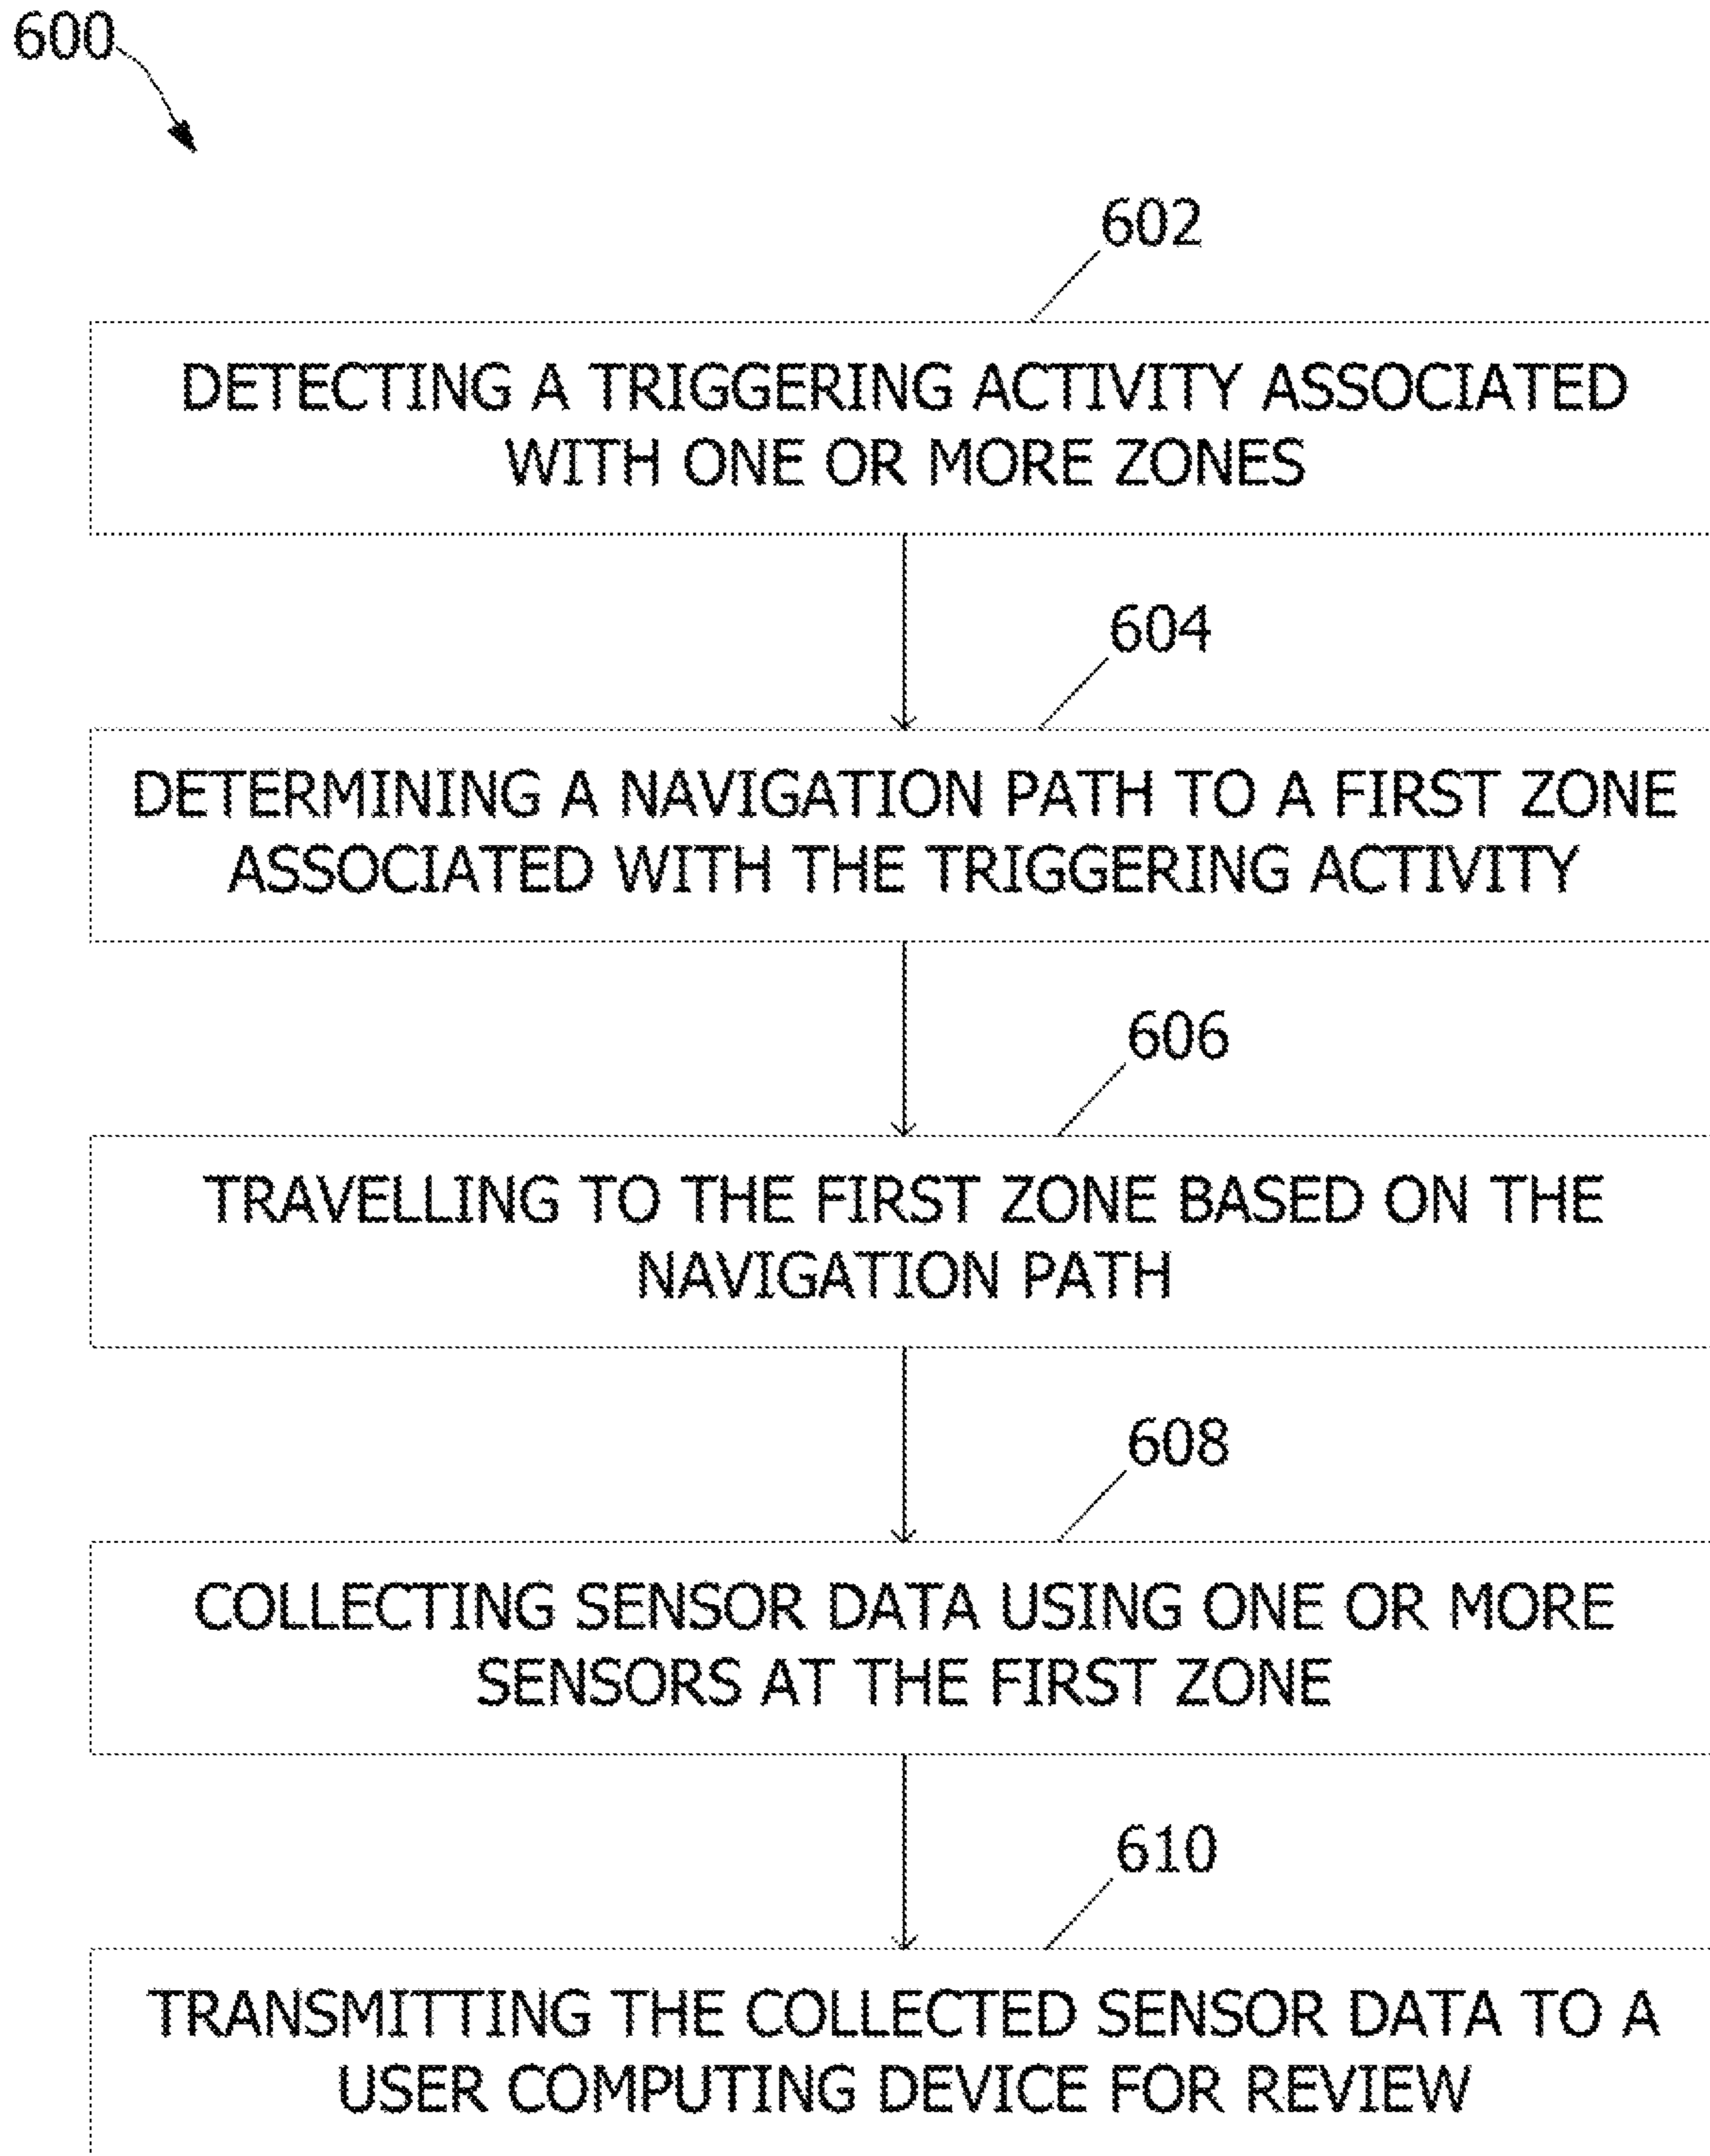 600
602
DETECTING A TRIGGERING ACTIVITY ASSOCIATED
WITH ONE OR MORE ZONES
604
DETERMINING A NAVIGATION PATH TO A FIRST ZONE
ASSOCIATED WITH THE TRIGGERING ACTIVITY
606
TRAVELLING TO THE FIRST ZONE BASED ON THE
NAVIGATION PATH
608
COLLECTING SENSOR DATA USING ONE OR MORE
SENSORS AT THE FIRST ZONE
610
TRANSMITTING THE COLLECTED SENSOR DATA TO A
USER COMPUTING DEVICE FOR REVIEW